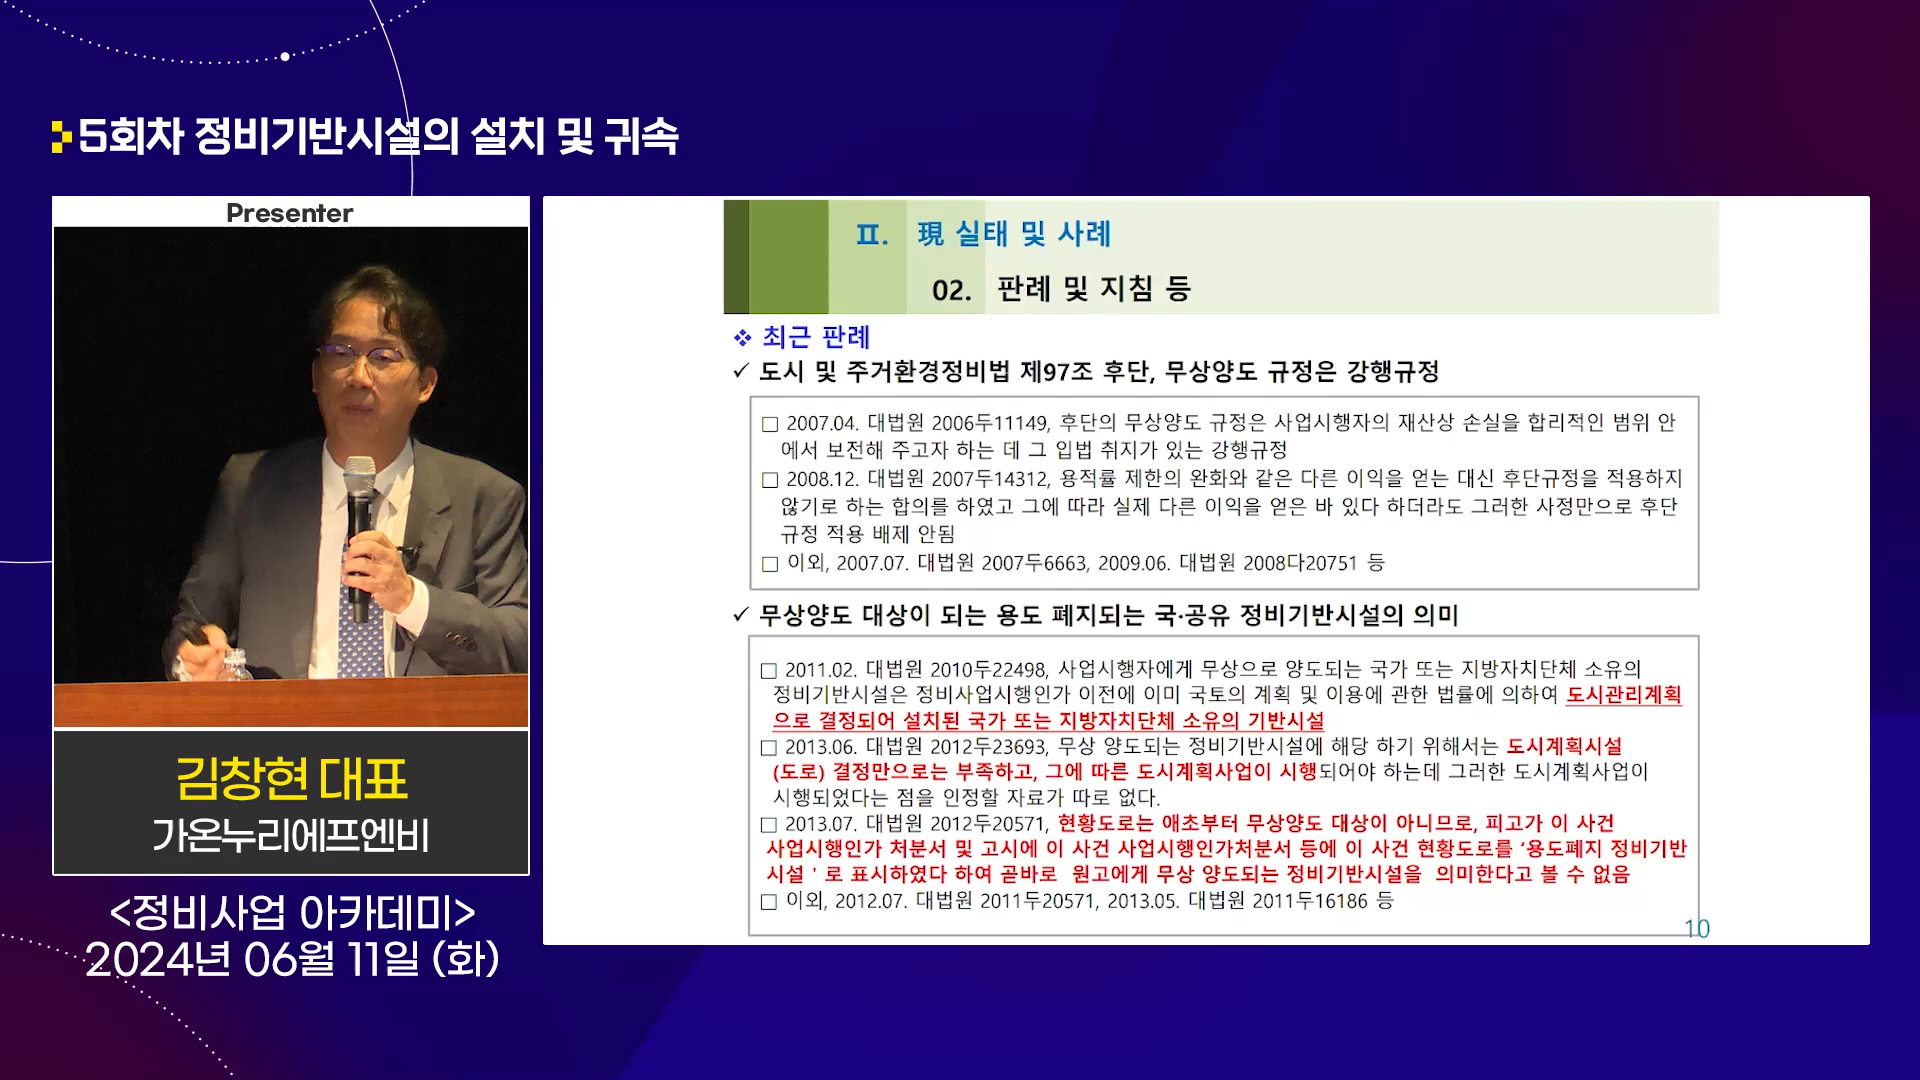 5회차 정비기반시설의 설치 및 귀속
Presenter
김창현 대표
가온누리에프엔비
<정비사업 아카데미>
2024년 06월 11일 (화)
Ⅱ. 現 실태 및 사례
02. 판례 및 지침 등
❖ 최근 판례
✓ 도시 및 주거환경정비법 제97조 후단, 무상양도 규정은 강행규정
□ 2007.04. 대법원 2006두11149, 후단의 무상양도 규정은 사업시행자의 재산상 손실을 합리적인 범위 안
에서 보전해 주고자 하는 데 그 입법 취지가 있는 강행규정
□ 2008.12. 대법원 2007두14312, 용적률 제한의 완화와 같은 다른 이익을 얻는 대신 후단규정을 적용하지
않기로 하는 합의를 하였고 그에 따라 실제 다른 이익을 얻은 바 있다 하더라도 그러한 사정만으로 후단
규정 적용 배제 안됨
□ 이외, 2007.07. 대법원 2007두6663, 2009.06. 대법원 2008다20751 등
✓ 무상양도 대상이 되는 용도 폐지되는 국·공유 정비기반시설의 의미
□ 2011.02. 대법원 2010두22498, 사업시행자에게 무상으로 양도되는 국가 또는 지방자치단체 소유의
정비기반시설은 정비사업시행인가 이전에 이미 국토의 계획 및 이용에 관한 법률에 의하여 도시관리계획
으로 결정되어 설치된 국가 또는 지방자치단체 소유의 기반시설
□ 2013.06. 대법원 2012두23693, 무상 양도되는 정비기반시설에 해당 하기 위해서는 도시계획시설
(도로) 결정만으로는 부족하고, 그에 따른 도시계획사업이 시행되어야 하는데 그러한 도시계획사업이
시행되었다는 점을 인정할 자료가 따로 없다.
□ 2013.07. 대법원 2012두20571, 현황도로는 애초부터 무상양도 대상이 아니므로, 피고가 이 사건
사업시행인가 처분서 및 고시에 이 사건 사업시행인가처분서 등에 이 사건 현황도로를 ‘용도폐지 정비기반
시설 ' 로 표시하였다 하여 곧바로 원고에게 무상 양도되는 정비기반시설을 의미한다고 볼 수 없음
□ 이외, 2012.07. 대법원 2011두20571, 2013.05. 대법원 2011두16186 등
10